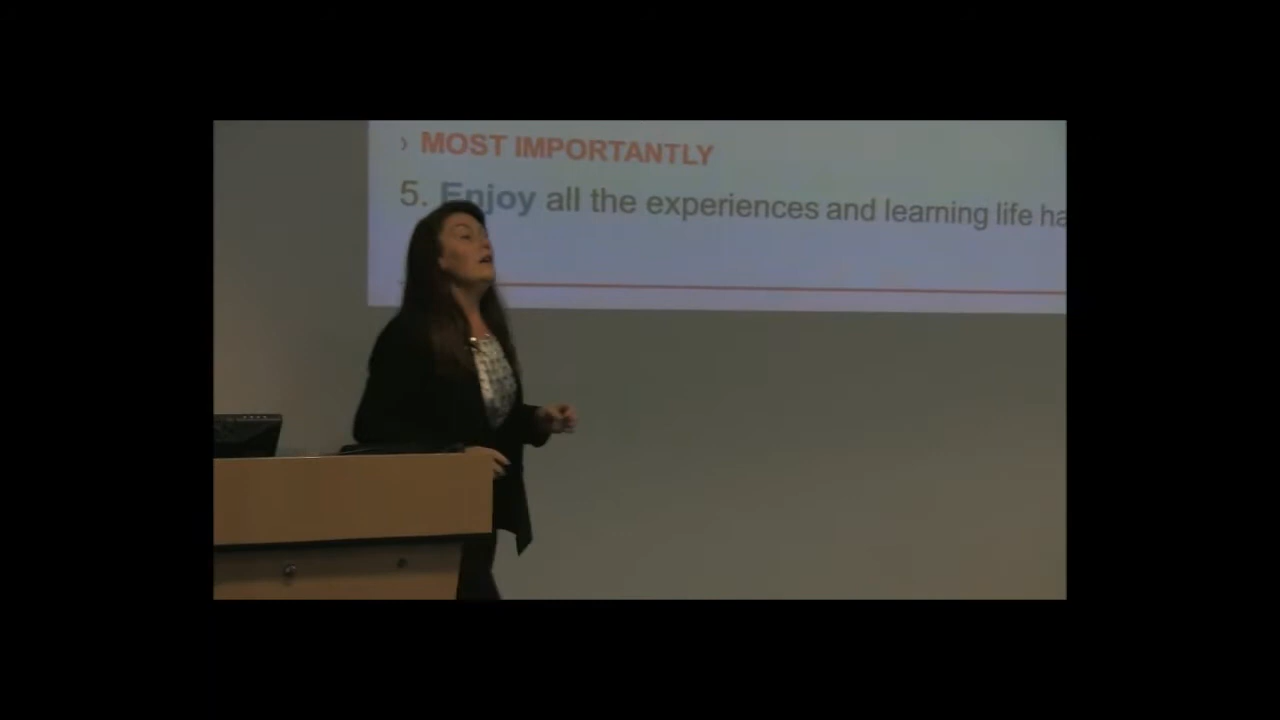 › MOST IMPORTANTLY
5. Enjoy all the experiences and learning life